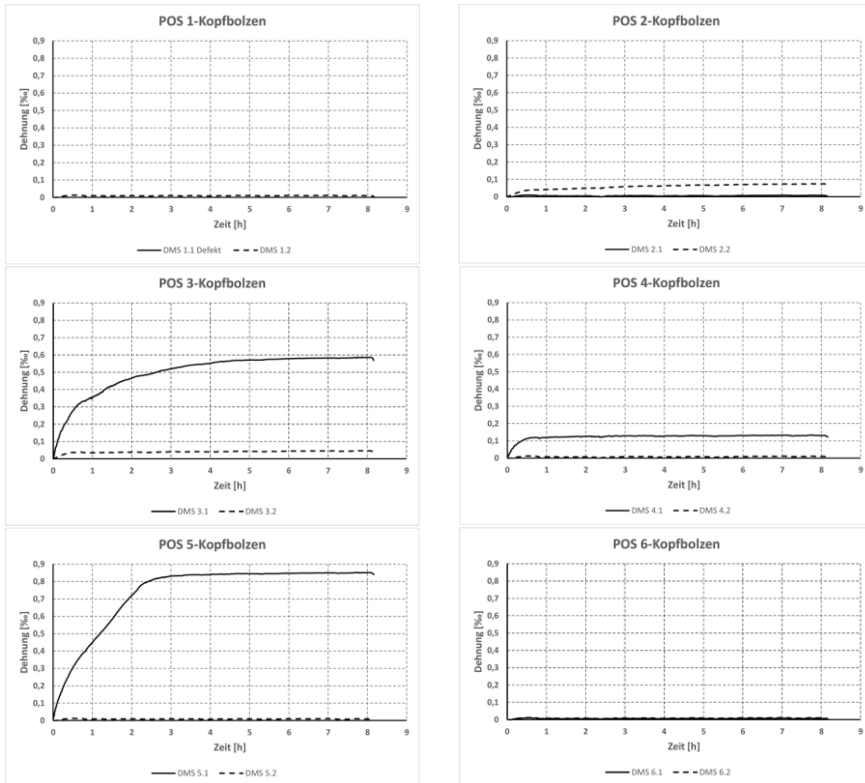 POS 1-Kopfbolzen
Dehnung [‰]
0,9
0,8
0,7
0,6
0,5
0,4
0,3
0,2
0,1
0
0 1 2 3 4 5 6 7 8 9
Zeit [h]
DMS 1.1 Defekt DMS 1.2
POS 2-Kopfbolzen
Dehnung [‰]
0,9
0,8
0,7
0,6
0,5
0,4
0,3
0,2
0,1
0
0 1 2 3 4 5 6 7 8 9
Zeit [h]
DMS 2.1 DMS 2.2
POS 3-Kopfbolzen
Dehnung [‰]
0,9
0,8
0,7
0,6
0,5
0,4
0,3
0,2
0,1
0
0 1 2 3 4 5 6 7 8 9
Zeit [h]
DMS 3.1 DMS 3.2
POS 4-Kopfbolzen
Dehnung [‰]
0,9
0,8
0,7
0,6
0,5
0,4
0,3
0,2
0,1
0
0 1 2 3 4 5 6 7 8 9
Zeit [h]
DMS 4.1 DMS 4.2
POS 5-Kopfbolzen
Dehnung [‰]
0,9
0,8
0,7
0,6
0,5
0,4
0,3
0,2
0,1
0
0 1 2 3 4 5 6 7 8 9
Zeit [h]
DMS 5.1 DMS 5.2
POS 6-Kopfbolzen
Dehnung [‰]
0,9
0,8
0,7
0,6
0,5
0,4
0,3
0,2
0,1
0
0 1 2 3 4 5 6 7 8 9
Zeit [h]
DMS 6.1 DMS 6.2